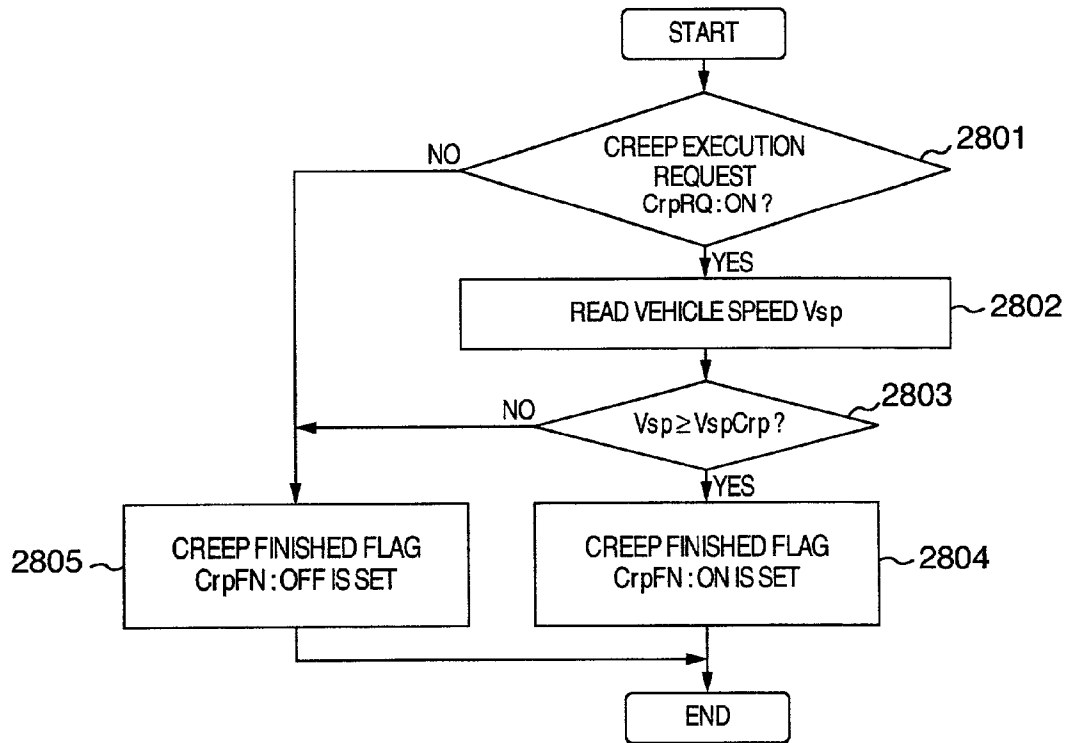 START
CREEP EXECUTION
REQUEST
CrpRQ : ON ?
2801
NO
YES
READ VEHICLE SPEED Vsp
2802
Vsp ≥ VspCrp ?
2803
NO
YES
CREEP FINISHED FLAG
CrpFN : OFF IS SET
2805
CREEP FINISHED FLAG
CrpFN : ON IS SET
2804
END